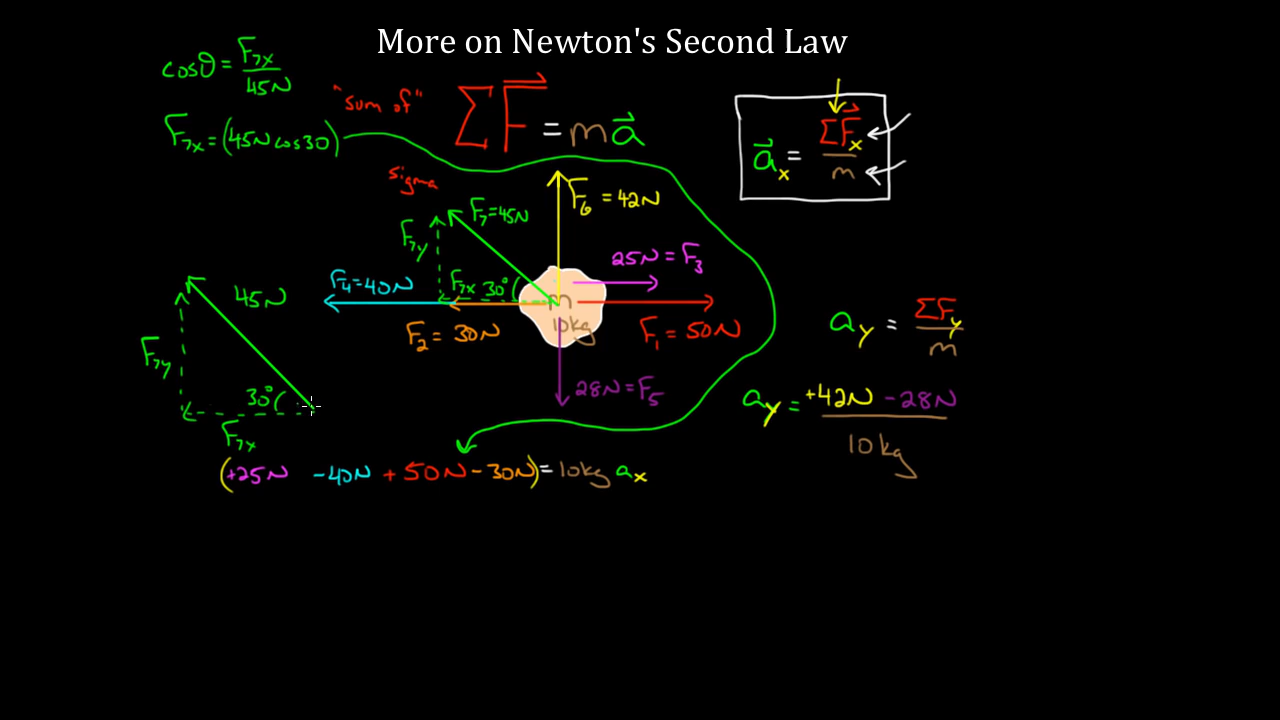 More on Newton's Second Law
cosθ = F₇ₓ / 45N
F₇ₓ = (45N cos30)
"sum of"
ΣF⃗ = ma⃗
sigma
a⃗ₓ = ΣF⃗ₓ / m
F₆ = 42N
F₇ = 45N
F₇y
25N = F₃
F₄ = 40N
F₇ₓ 30°
m
10kg
F₂ = 30N
F₁ = 50N
28N = F₅
45N
F₇y
30°
F₇ₓ
(+25N -40N +50N -30N) = 10kg aₓ
ay = ΣFy / m
ay = +42N -28N / 10kg